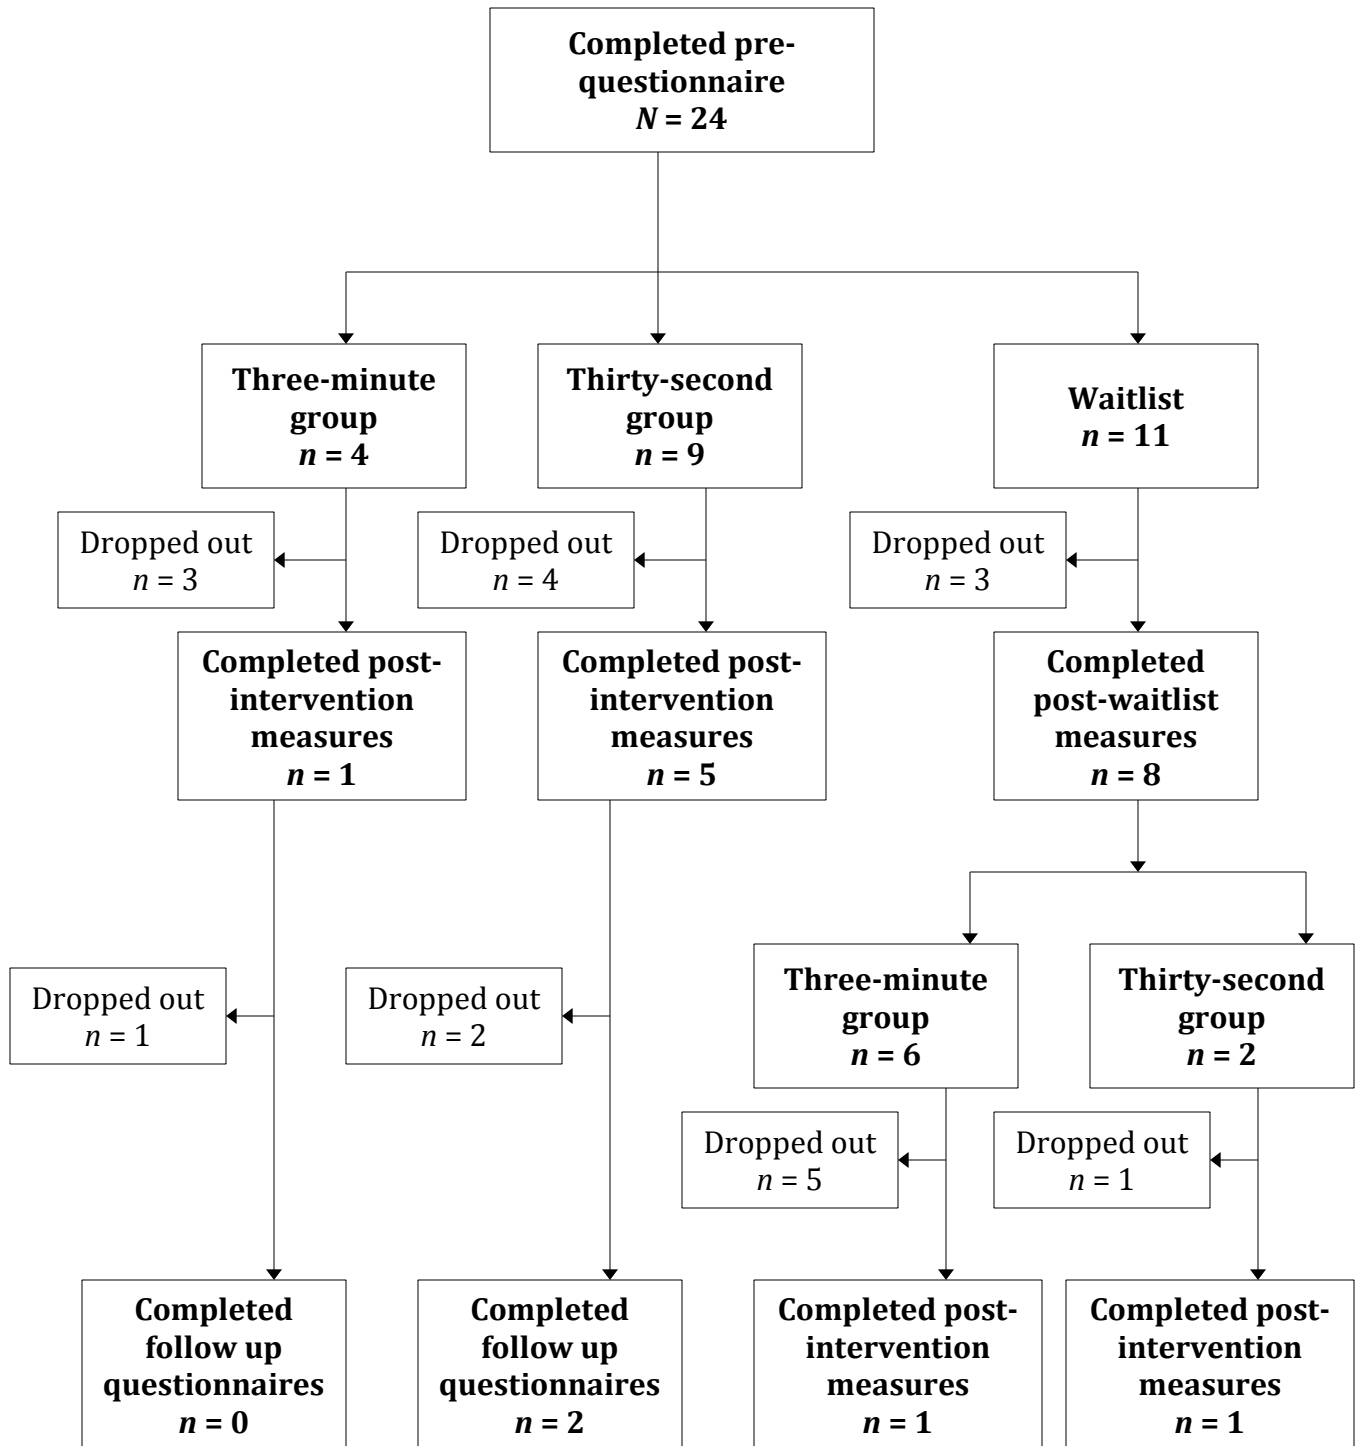 Completed pre-
questionnaire
N = 24
Three-minute
group
n = 4
Thirty-second
group
n = 9
Waitlist
n = 11
Dropped out
n = 3
Dropped out
n = 4
Dropped out
n = 3
Completed post-
intervention
measures
n = 1
Completed post-
intervention
measures
n = 5
Completed
post-waitlist
measures
n = 8
Dropped out
n = 1
Dropped out
n = 2
Three-minute
group
n = 6
Thirty-second
group
n = 2
Dropped out
n = 5
Dropped out
n = 1
Completed
follow up
questionnaires
n = 0
Completed
follow up
questionnaires
n = 2
Completed post-
intervention
measures
n = 1
Completed post-
intervention
measures
n = 1